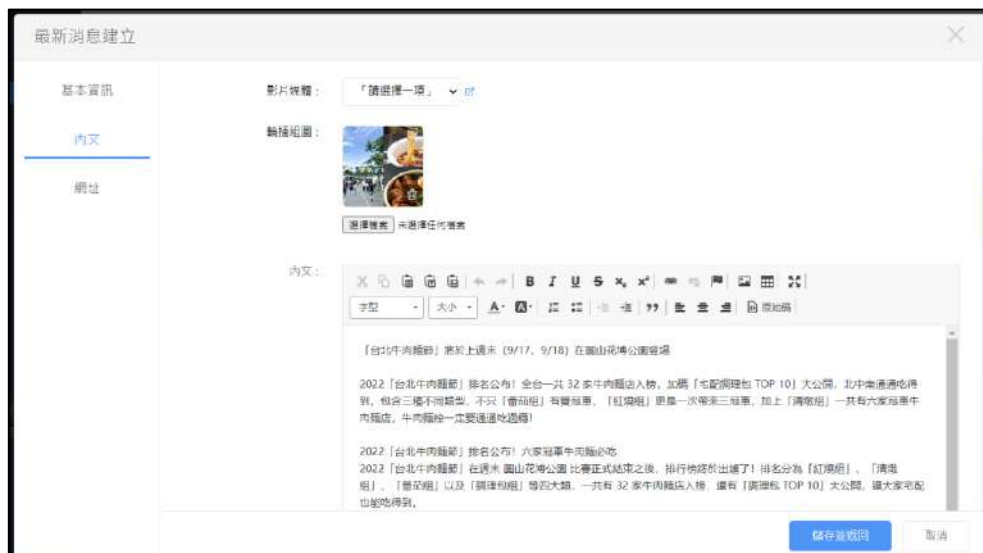 最新消息建立
基本資訊
內文
網址
影片媒體：
「請選擇一項」
輪播組圖：
選擇檔案 未選擇任何檔案
內文：
B I U S x₂ x²
字型 大小 A A 原始碼
「台北牛肉麵節」將於上週末（9/17、9/18）在圓山花博公園登場
2022「台北牛肉麵節」排名公布！全台一共 32 家牛肉麵店入榜，加碼「宅配調理包 TOP 10」大公開，北中南通通吃得
到，包含三種不同類型，不只「番茄組」有雙冠軍，「紅燒組」更是一次帶來三冠軍，加上「清燉組」一共有六家冠軍牛
肉麵店，牛肉麵控一定要通通吃過癮！
2022「台北牛肉麵節」排名公布！六家冠軍牛肉麵必吃
2022「台北牛肉麵節」在週末 圓山花博公園 比賽正式結束之後，排行榜終於出爐了！排名分為「紅燒組」、「清燉
組」、「番茄組」以及「調理包組」等四大類，一共有 32 家牛肉麵店入榜，還有「調理包 TOP 10」大公開，讓大家宅配
也能吃得到。
儲存並返回
取消